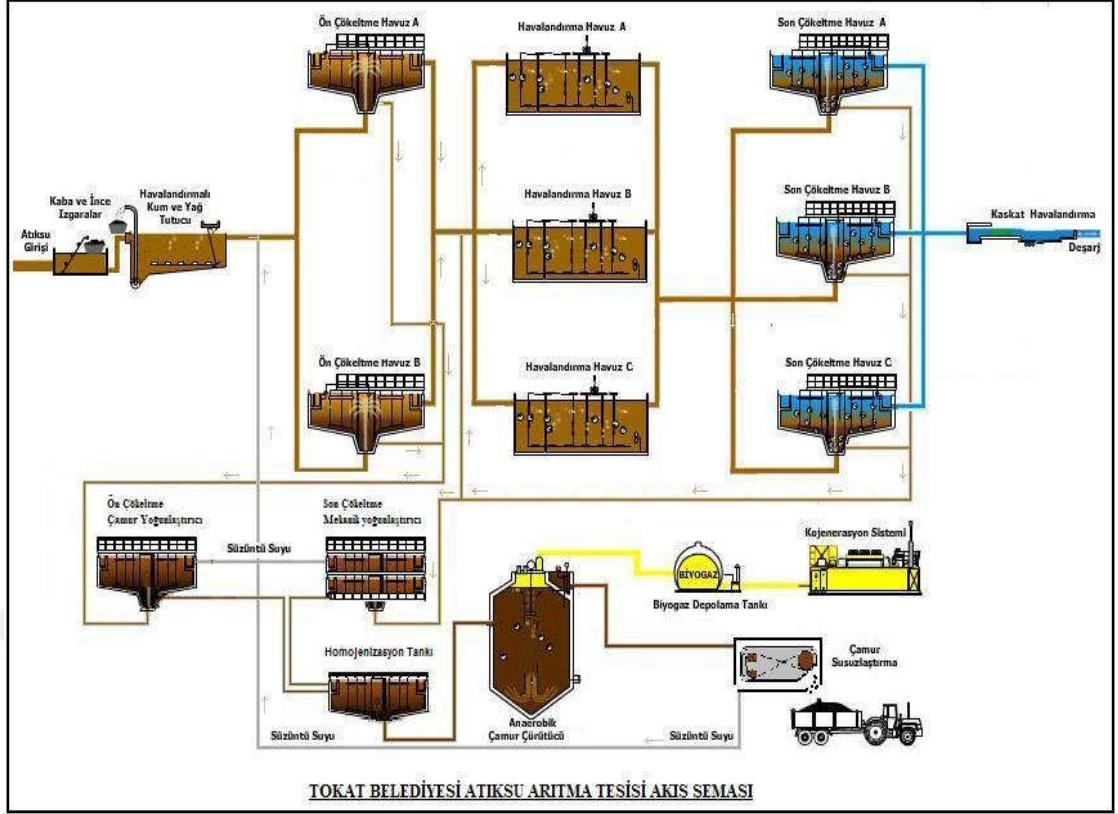 Ön Çökeltme Havuz A
Havalandırma Havuz A
Son Çökeltme Havuz A
Kaba ve İnce
Izgaralar
Havalandırmalı
Kum ve Yağ
Tutucu
Atıksu
Girişi
Havalandırma Havuz B
Son Çökeltme Havuz B
Kaskat Havalandırma
Deşarj
Ön Çökeltme Havuz B
Havalandırma Havuz C
Son Çökeltme Havuz C
Ön Çökeltme
Çamur Yoğunlaştırıcı
Son Çökeltme
Mekanik yoğunlaştırıcı
Süzüntü Suyu
Kojenerasyon Sistemi
BİYOGAZ
Biyogaz Depolama Tankı
Homojenizasyon Tankı
Çamur
Susuzlaştırma
Anaerobik
Çamur Çürütücü
Süzüntü Suyu
Süzüntü Suyu
TOKAT BELEDİYESİ ATIKSU ARITMA TESİSİ AKIS SEMASI